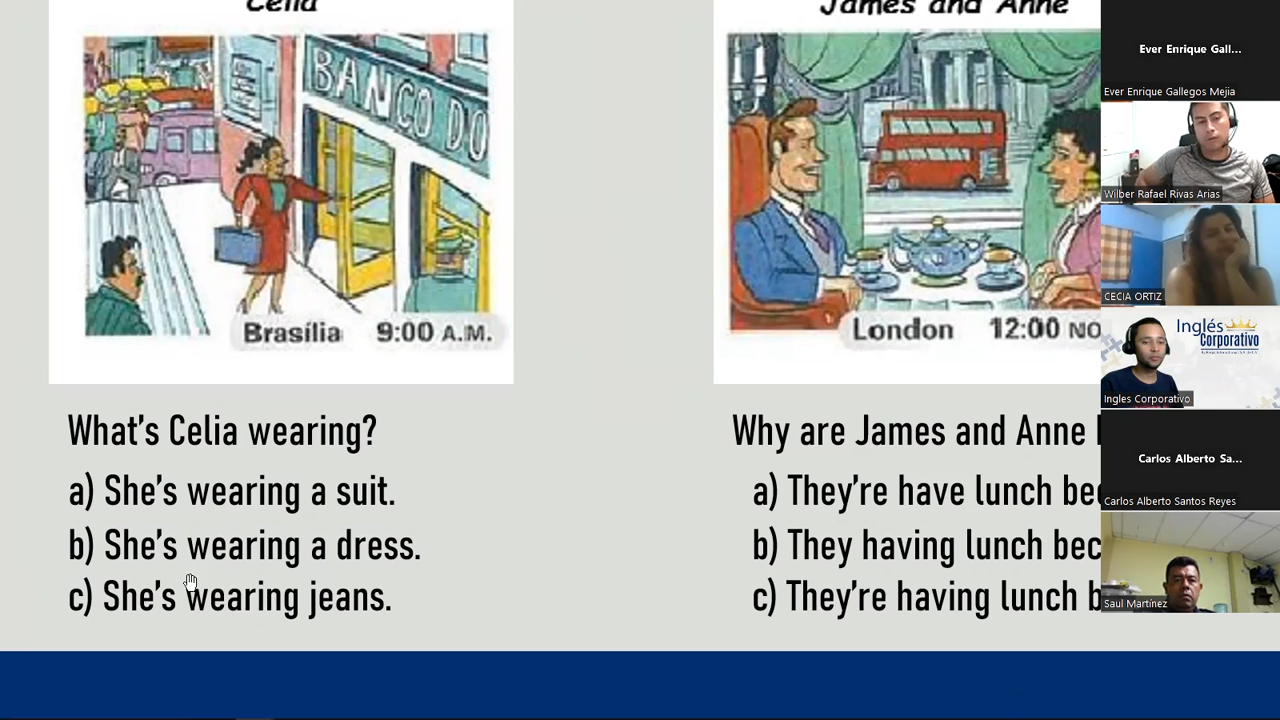 Celia
BANCO DO
Brasília 9:00 A.M.
What's Celia wearing?
a) She's wearing a suit.
b) She's wearing a dress.
c) She's wearing jeans.
James and Anne
London 12:00 NO
Why are James and Anne
a) They're have lunch bec
b) They having lunch bec
c) They're having lunch b
Ever Enrique Gall...
Ever Enrique Gallegos Mejia
Wilber Rafael Rivas Arias
CECIA ORTIZ
Inglés
Corporativo
Ingles Corporativo
Carlos Alberto Sa...
Carlos Alberto Santos Reyes
Saul Martínez